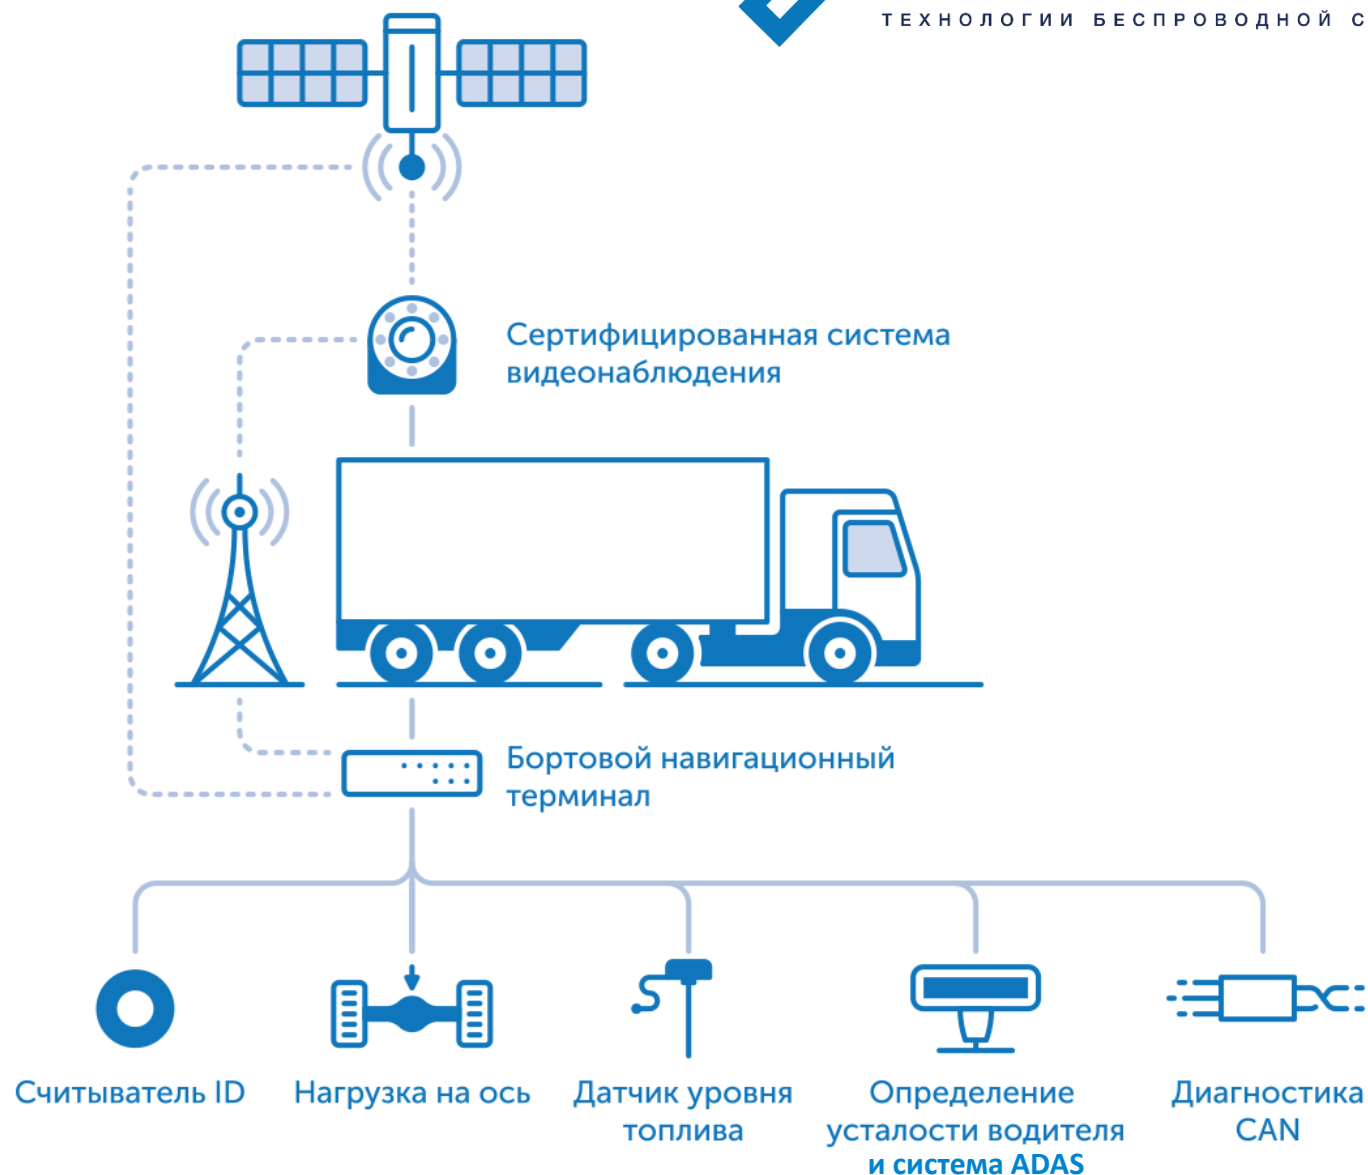 ТЕХНОЛОГИИ БЕСПРОВОДНОЙ С
Сертифицированная система
видеонаблюдения
Бортовой навигационный
терминал
Считыватель ID
Нагрузка на ось
Датчик уровня
топлива
Определение
усталости водителя
и система ADAS
Диагностика
CAN